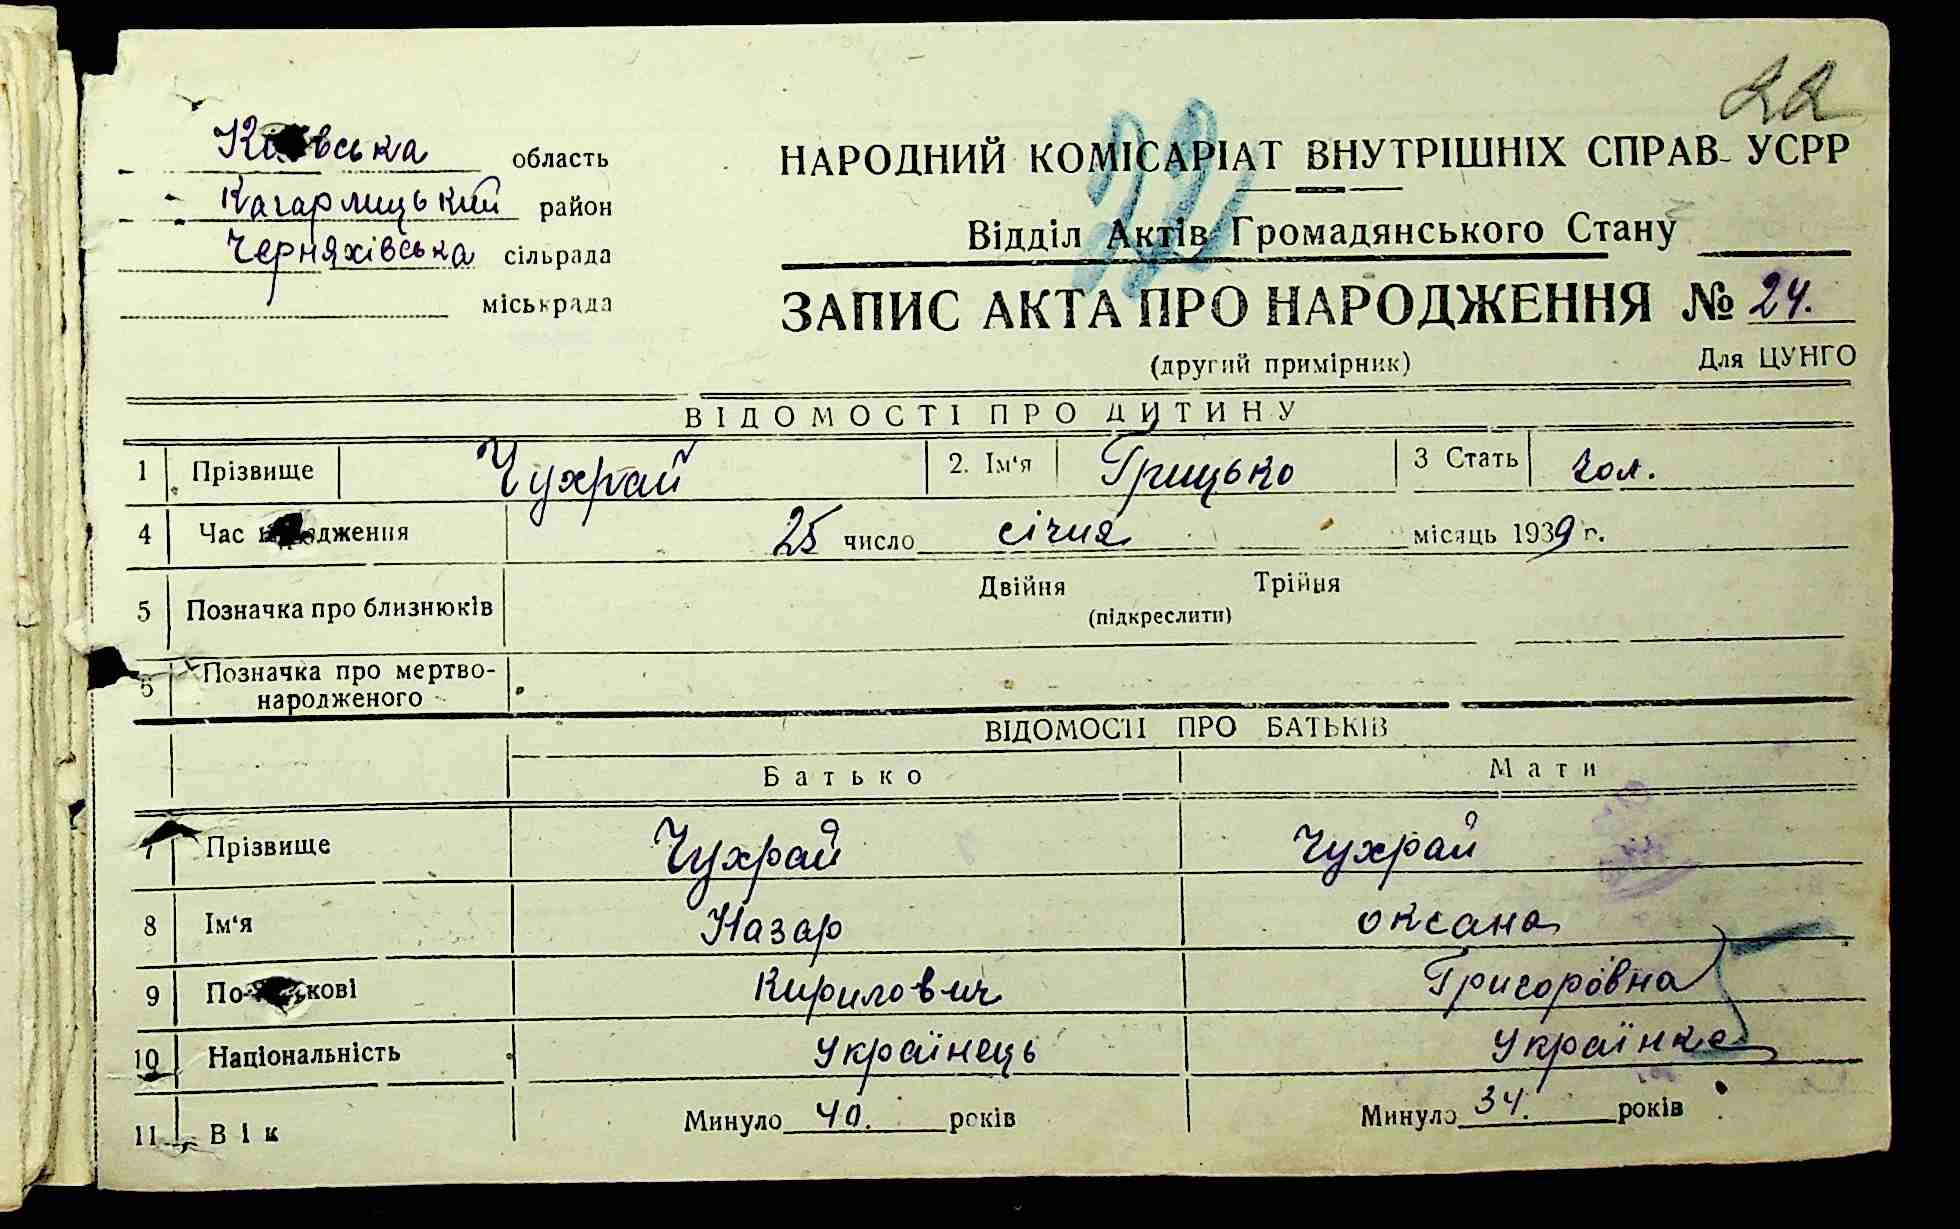 22
Київська область
Кагарлицький район
Черняхівська сільрада
міськрада
НАРОДНИЙ КОМІСАРІАТ ВНУТРІШНІХ СПРАВ УСРР
Відділ Актів Громадянського Стану
ЗАПИС АКТА ПРО НАРОДЖЕННЯ № 24.
(другий примірник) Для ЦУНГО
ВІДОМОСТІ ПРО ДИТИНУ
1 Прізвище Чухрай 2. Ім'я Грицько 3 Стать чол.
4 Час народження 25 число січня місяць 1939 г.
5 Позначка про близнюків Двійня Трійня
(підкреслити)
6 Позначка про мертво-
народженого
ВІДОМОСТІ ПРО БАТЬКІВ
Батько Мати
7 Прізвище Чухрай Чухрай
8 Ім'я Назар оксана
9 По-батькові Кирилович Григоровна
10 Національність Українець Українка
11 Вік Минуло 40. років Минуло 34. років